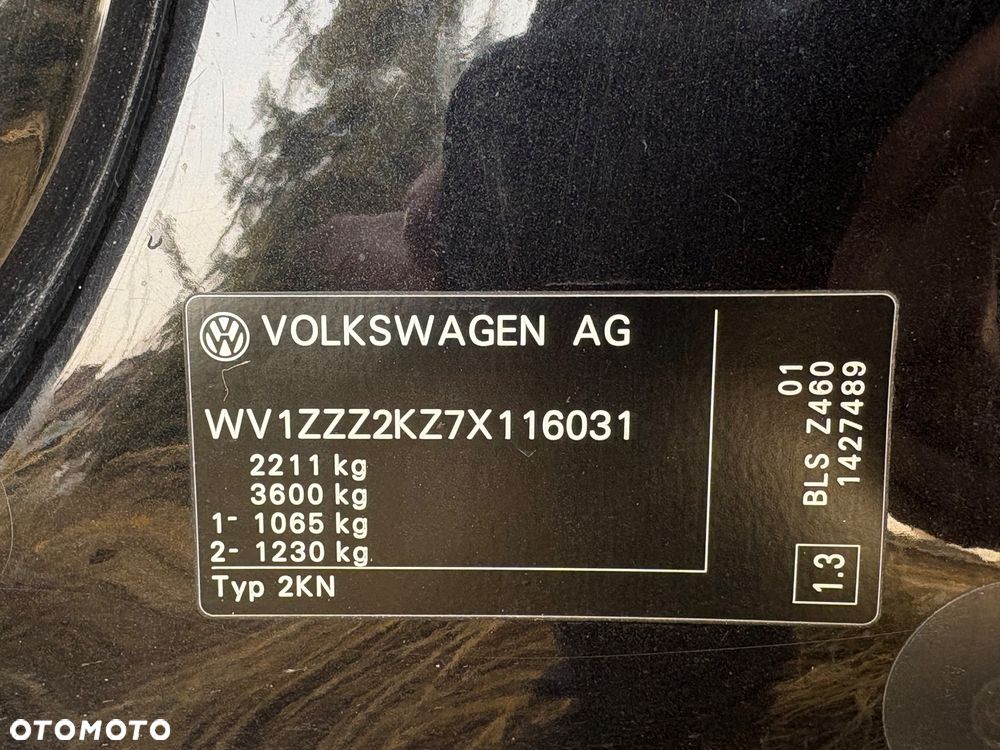 VOLKSWAGEN AG
WV1ZZZ2KZ7X116031
2211 kg
3600 kg
1- 1065 kg
2- 1230 kg
Typ 2KN
01
BLS Z460
1427489
1.3
OTOMOTO